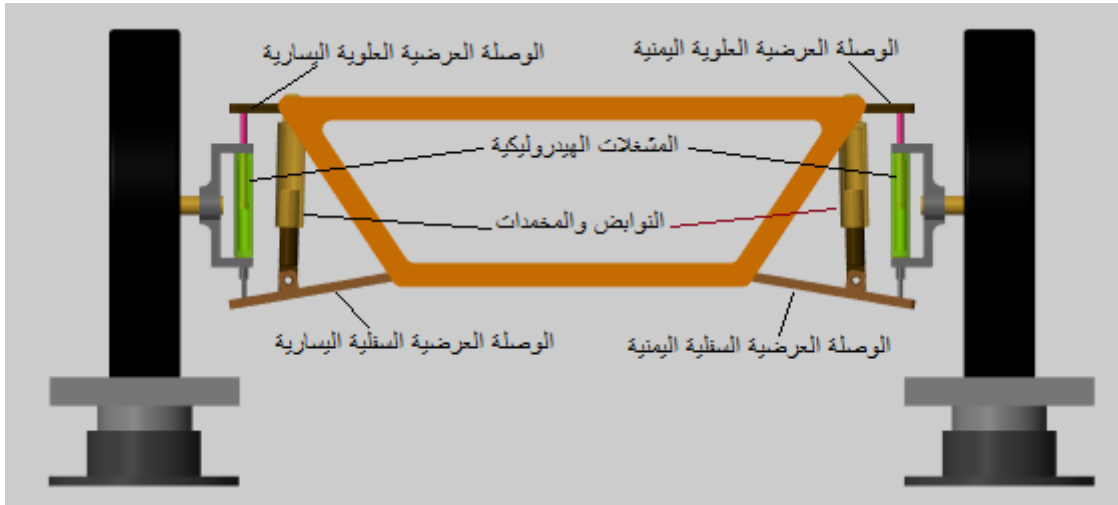 الوصلة العرضية العلوية اليمنية
الوصلة العرضية العلوية اليسارية
المشغلات الهيدروليكية
النوابض والمخمدات
الوصلة العرضية السفلية اليمنية
الوصلة العرضية السفلية اليسارية